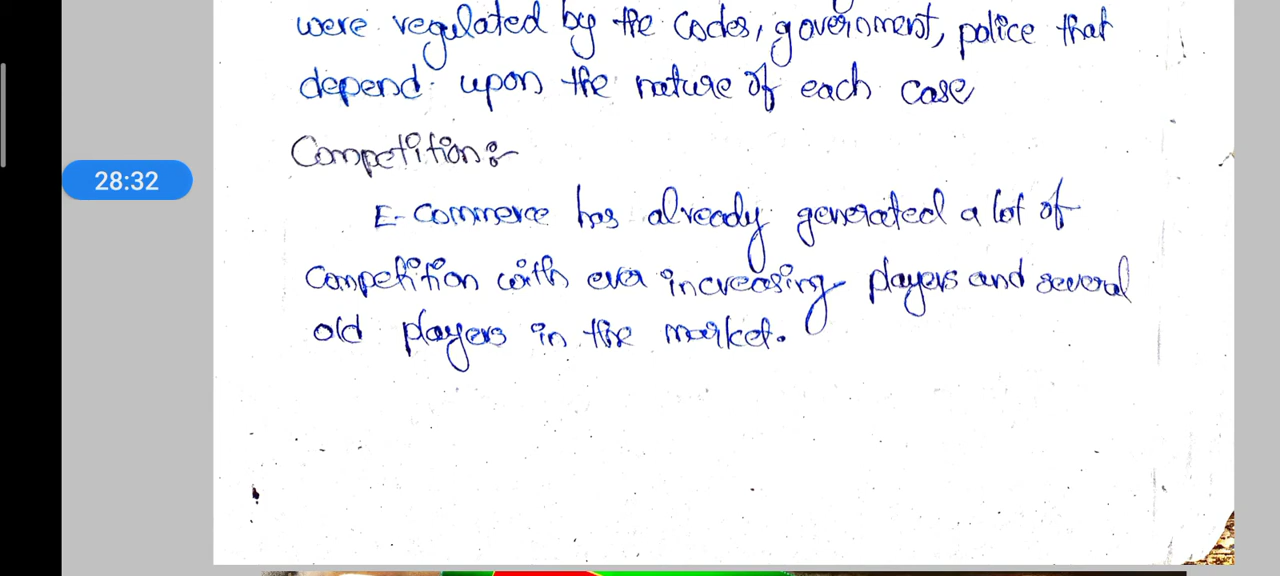 were regulated by the codes, government, police that
depend upon the nature of each case
Competition:-
28:32
E-commerce has already generated a lot of
competition with ever increasing players and several
old players in the market.